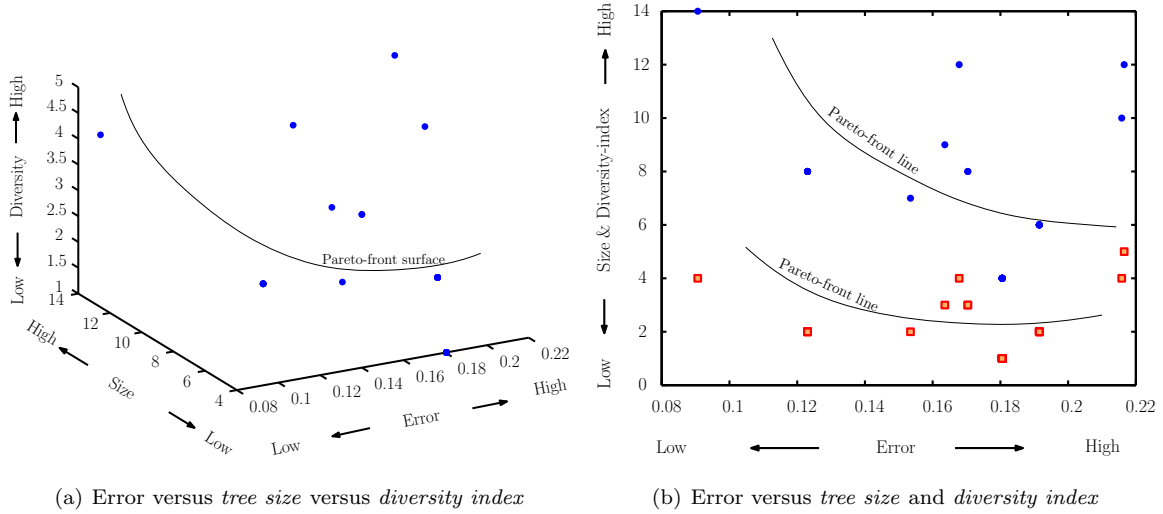 5
4.5
4
3.5
3
2.5
2
1.5
1
Low
Diversity
High
14
12
10
8
6
4
High
Size
Low
0.08
0.1
0.12
0.14
0.16
0.18
0.2
0.22
Low
Error
High
Pareto-front surface
(a) Error versus tree size versus diversity index
14
12
10
8
6
4
2
0
Low
Size & Diversity-index
High
Pareto-front line
Pareto-front line
0.08
0.1
0.12
0.14
0.16
0.18
0.2
0.22
Low
Error
High
(b) Error versus tree size and diversity index